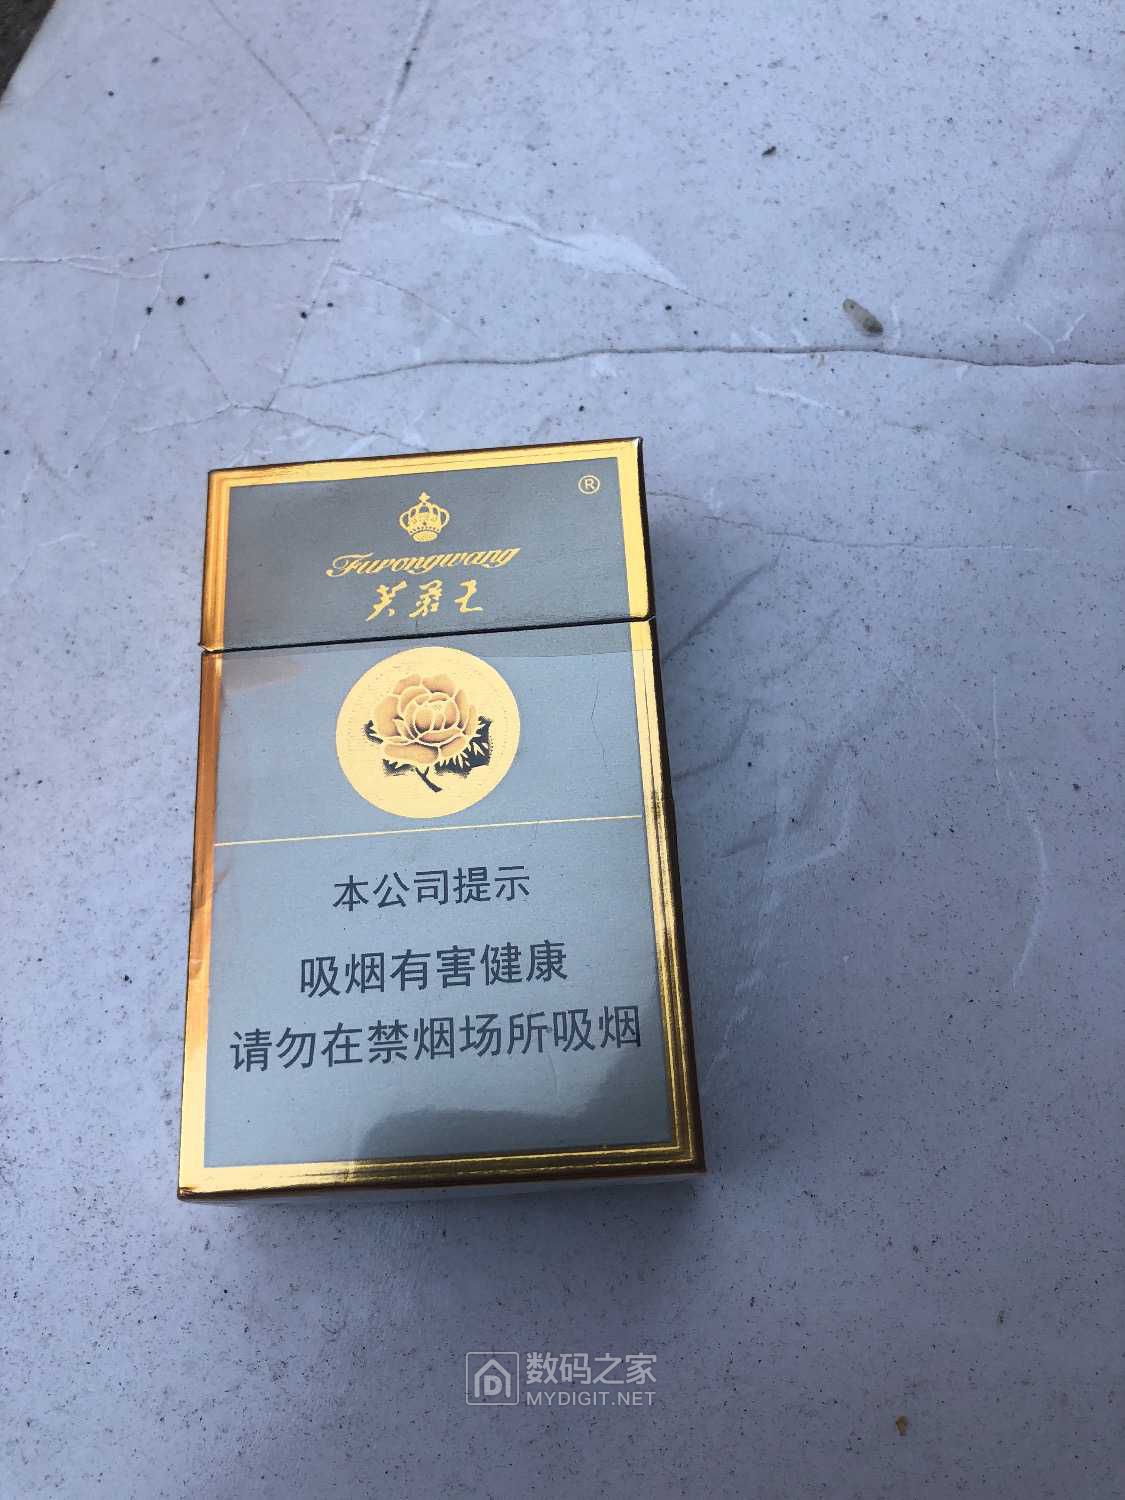 ®
Furongwang
芙蓉王
本公司提示
吸烟有害健康
请勿在禁烟场所吸烟
数码之家
MYDIGIT.NET